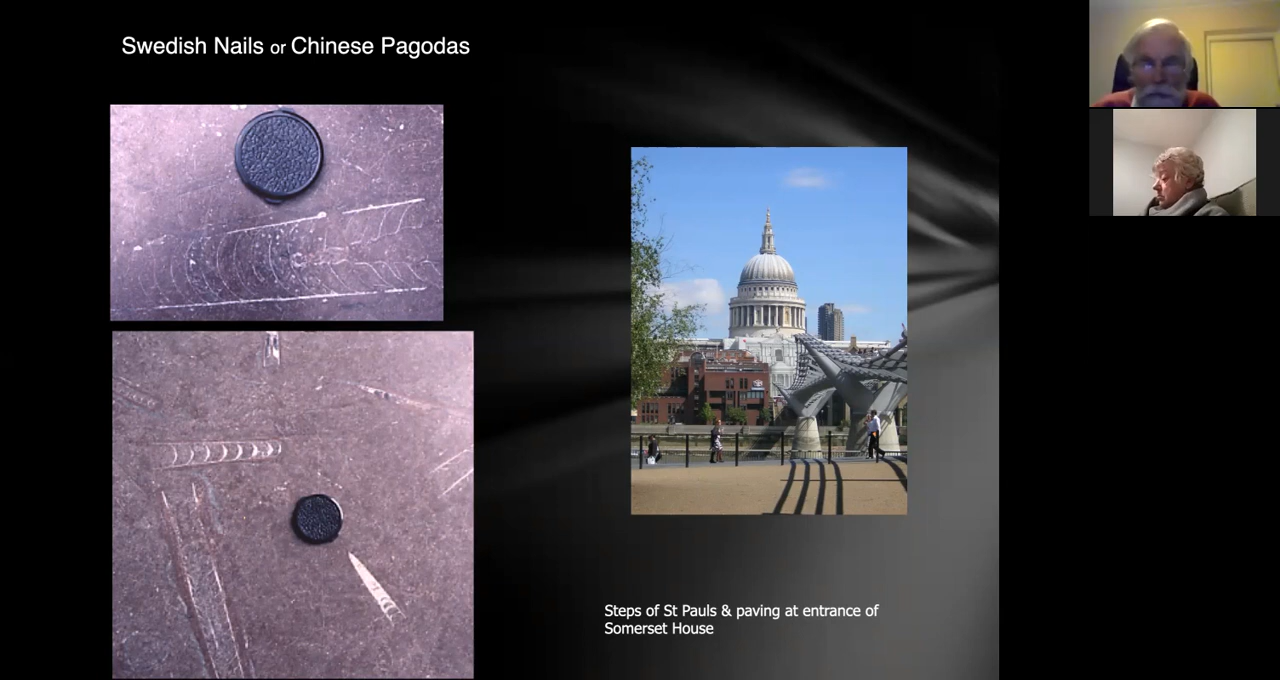 Swedish Nails or Chinese Pagodas
Steps of St Pauls & paving at entrance of
Somerset House